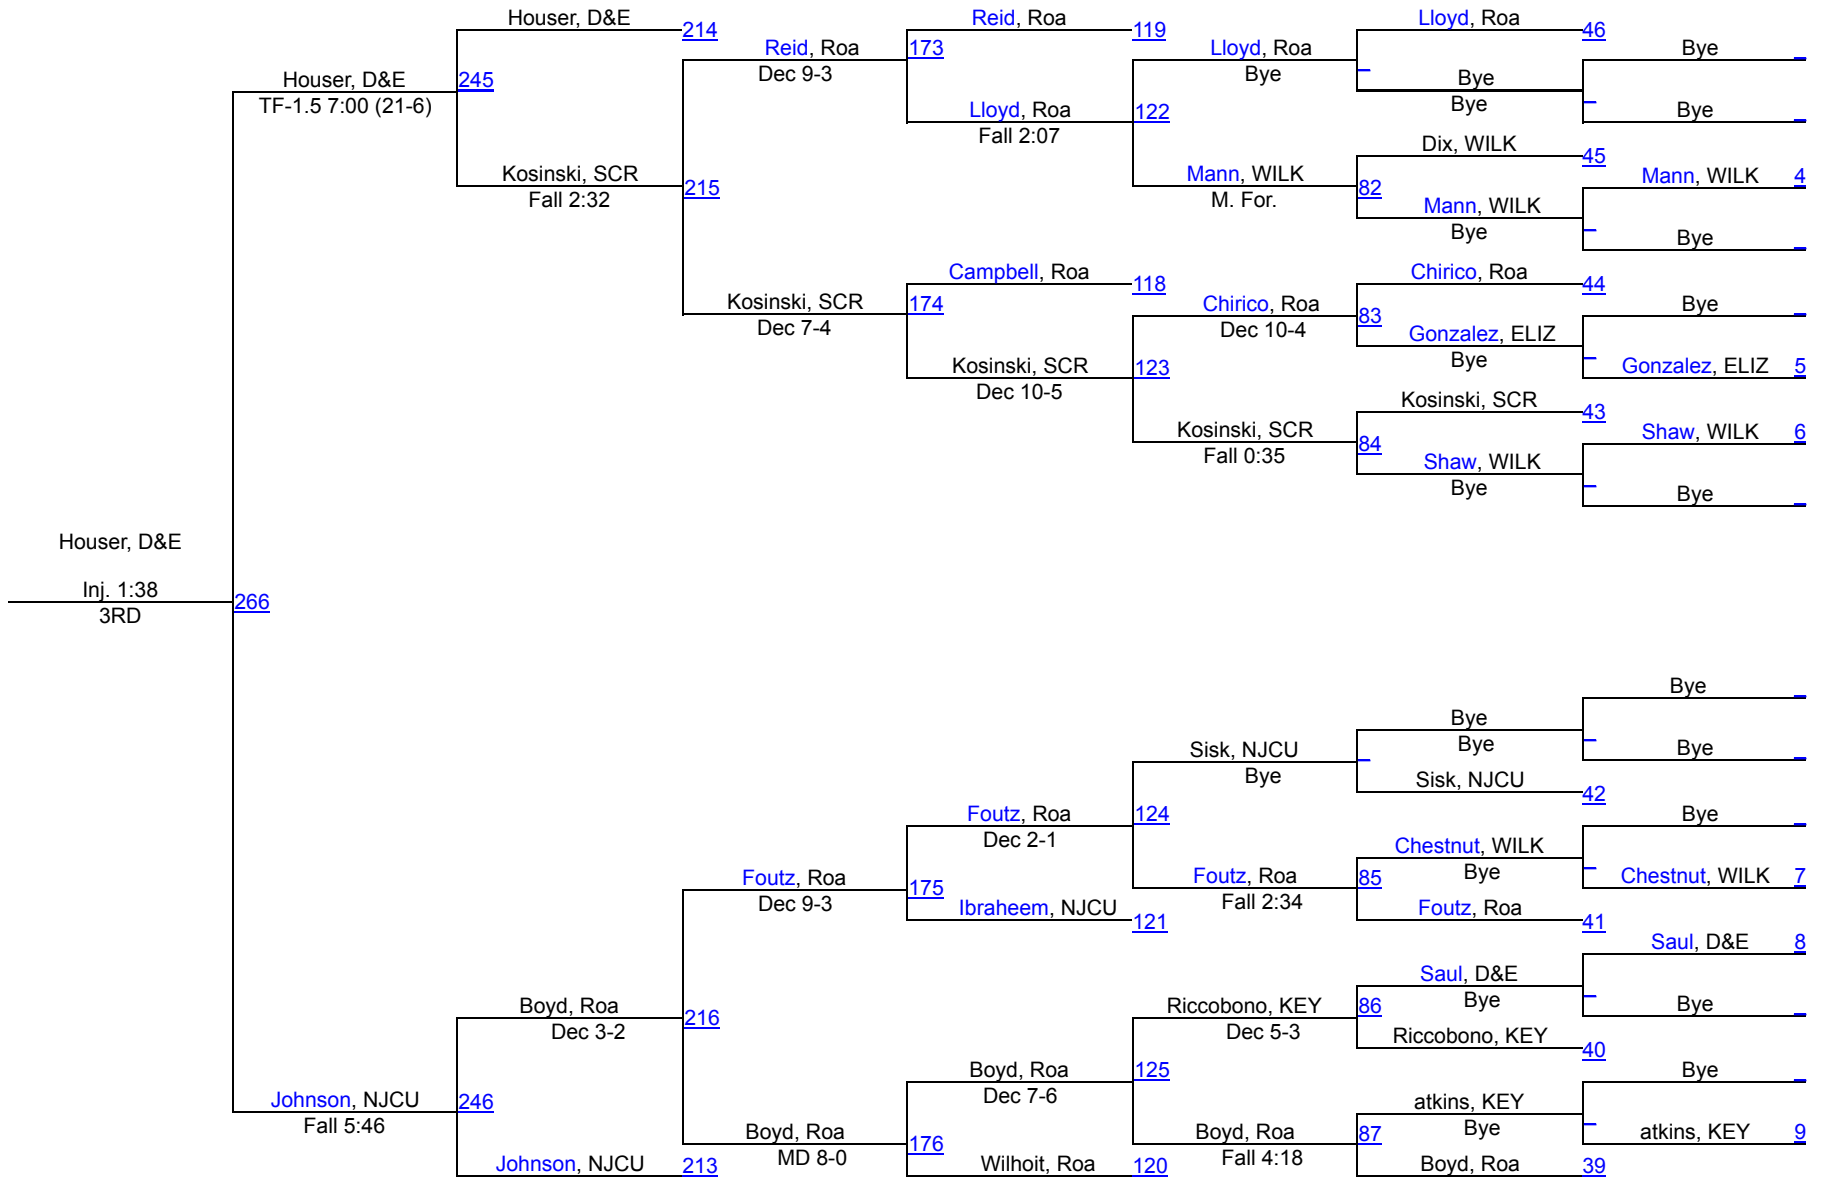 Houser, D&E
214
Reid, Roa
119
Lloyd, Roa
46
Reid, Roa
173
Dec 9-3
Lloyd, Roa
Bye
Bye
Houser, D&E
245
TF-1.5 7:00 (21-6)
Bye
Bye
Lloyd, Roa
122
Fall 2:07
Bye
Dix, WILK
45
Kosinski, SCR
215
Fall 2:32
Mann, WILK
82
M. For.
Mann, WILK 4
Mann, WILK
Bye
Bye
Campbell, Roa
118
Chirico, Roa
44
Kosinski, SCR
174
Dec 7-4
Chirico, Roa
83
Dec 10-4
Bye
Gonzalez, ELIZ
Bye
Kosinski, SCR
123
Dec 10-5
Gonzalez, ELIZ 5
Kosinski, SCR
43
Kosinski, SCR
84
Fall 0:35
Shaw, WILK 6
Shaw, WILK
Bye
Bye
Houser, D&E
Inj. 1:38
266
3RD
Bye
Bye
Bye
Sisk, NJCU
Bye
Bye
Sisk, NJCU
42
Foutz, Roa
124
Dec 2-1
Bye
Chestnut, WILK
Bye
Foutz, Roa
175
Dec 9-3
Foutz, Roa
85
Fall 2:34
Chestnut, WILK 7
Ibraheem, NJCU
121
Foutz, Roa
41
Saul, D&E 8
Saul, D&E
Bye
Boyd, Roa
216
Dec 3-2
Riccobono, KEY
86
Dec 5-3
Bye
Riccobono, KEY
40
Boyd, Roa
125
Dec 7-6
Bye
Johnson, NJCU
246
Fall 5:46
atkins, KEY
Bye
Boyd, Roa
176
MD 8-0
Boyd, Roa
87
Fall 4:18
atkins, KEY 9
Johnson, NJCU
213
Wilhoit, Roa
120
Boyd, Roa
39